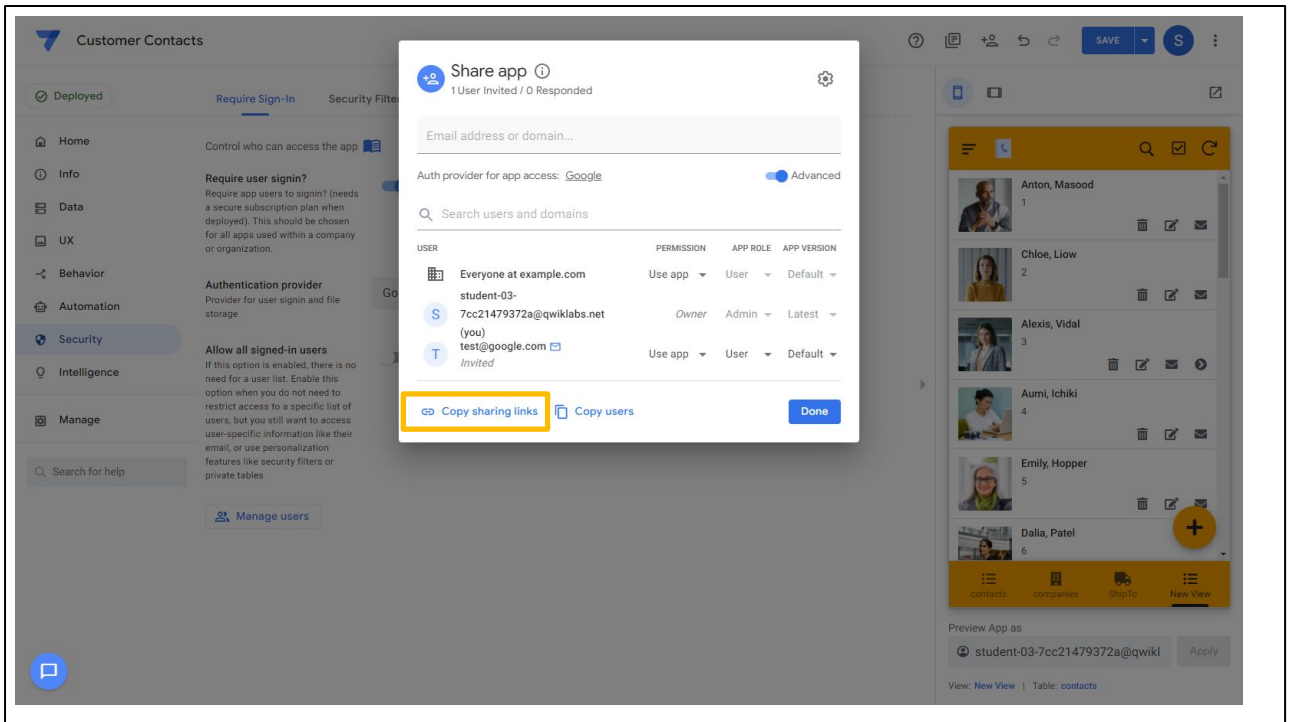 Customer Contacts
SAVE
S
Deployed
Require Sign-In
Security Filte
Home
Info
Data
UX
Behavior
Automation
Security
Intelligence
Manage
Search for help
Control who can access the app
Require user signin?
Require app users to signin? (needs
a secure subscription plan when
deployed). This should be chosen
for all apps used within a company
or organization.
Authentication provider
Provider for user signin and file
storage
Go
Allow all signed-in users
If this option is enabled, there is no
need for a user list. Enable this
option when you do not need to
restrict access to a specific list of
users, but you still want to access
user-specific information like their
email, or use personalization
features like security filters or
private tables
Manage users
Share app
1 User Invited / 0 Responded
Email address or domain...
Auth provider for app access: Google
Advanced
Search users and domains
USER PERMISSION APP ROLE APP VERSION
Everyone at example.com Use app User Default
student-03-
S 7cc21479372a@qwiklabs.net Owner Admin Latest
(you)
T test@google.com Use app User Default
Invited
Copy sharing links
Copy users
Done
Anton, Masood
1
Chloe, Liow
2
Alexis, Vidal
3
Aumi, Ichiki
4
Emily, Hopper
5
Dalia, Patel
6
contacts companies ShipTo New View
Preview App as
student-03-7cc21479372a@qwikl
Apply
View: New View | Table: contacts